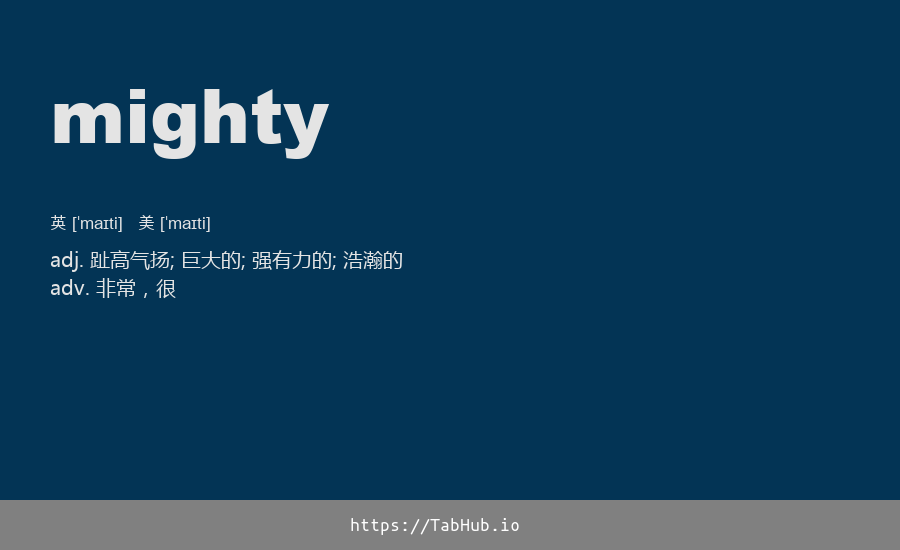 mighty
英 [ˈmaɪti] 美 [ˈmaɪti]
adj. 趾高气扬; 巨大的; 强有力的; 浩瀚的
adv. 非常，很
https://TabHub.io